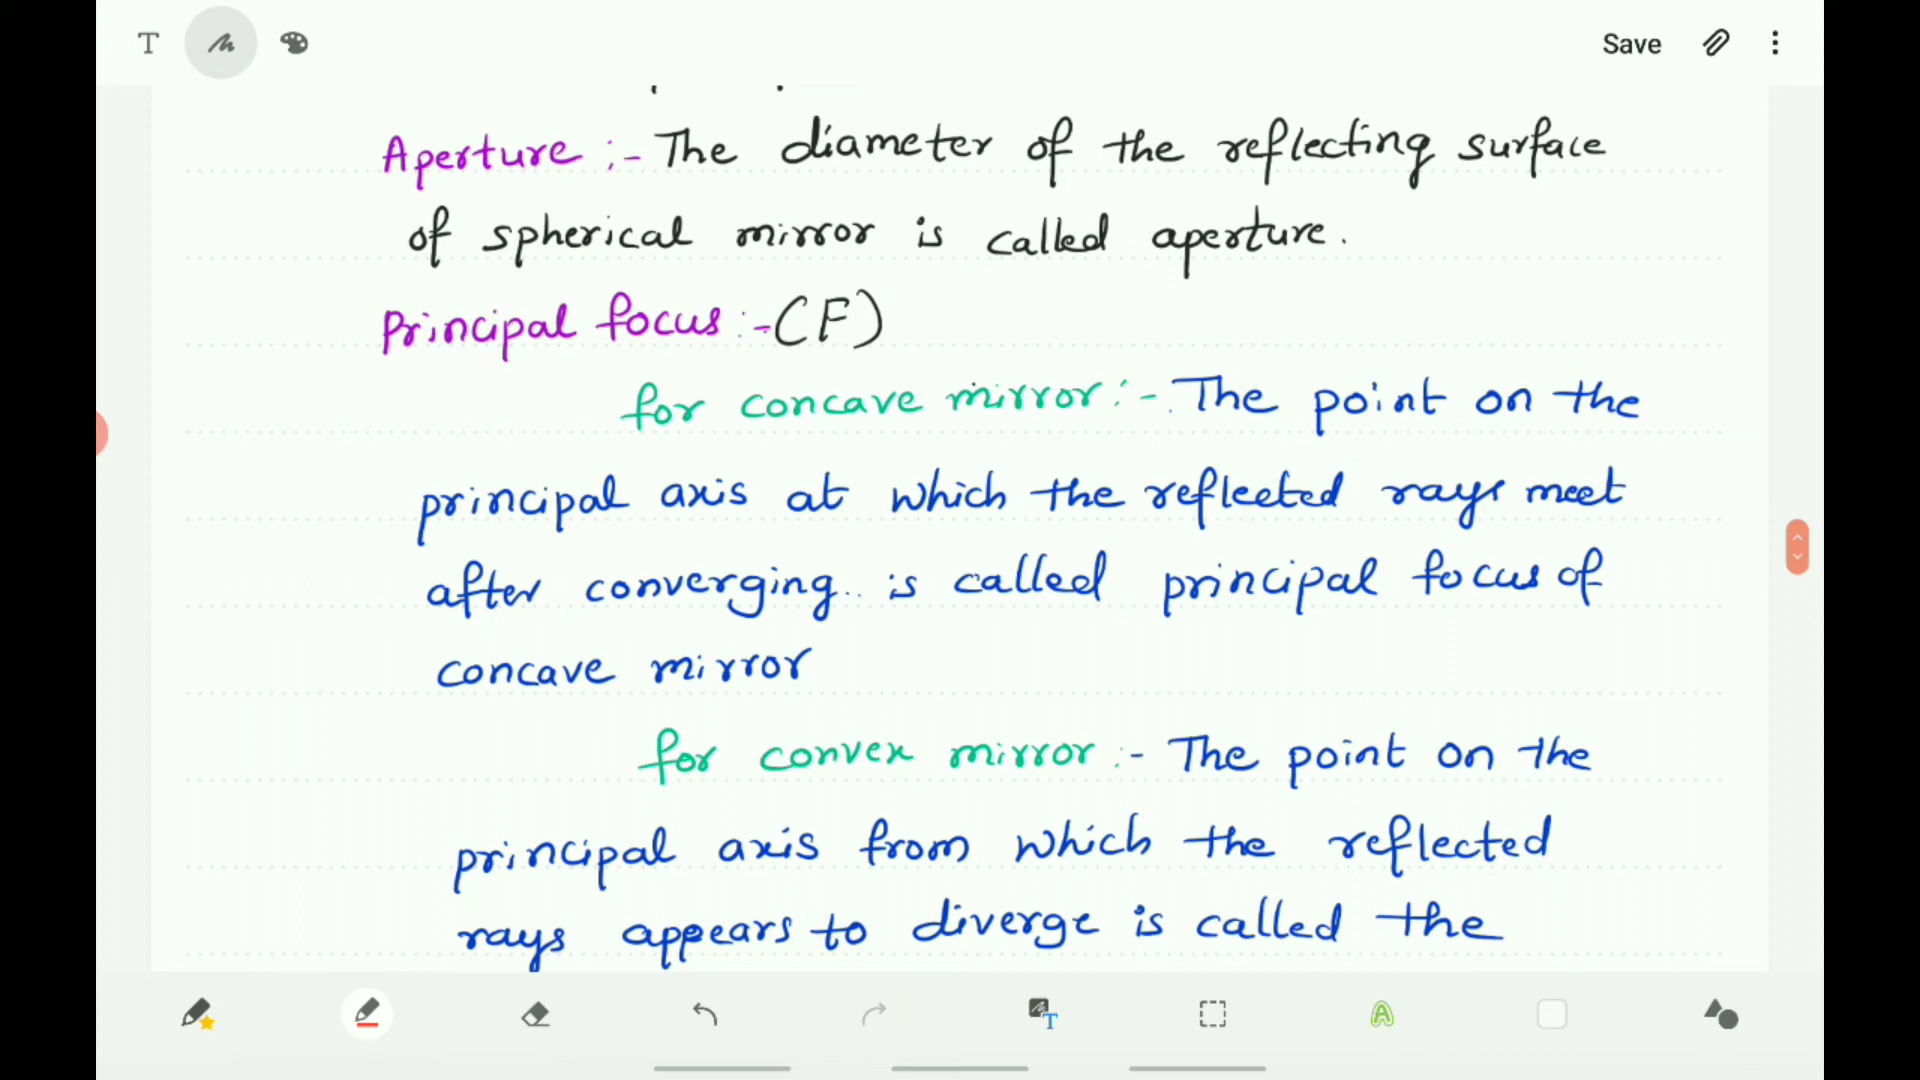 Save
Aperture :- The diameter of the reflecting surface
of spherical mirror is called aperture.
Principal focus :- (F)
for concave mirror :- The point on the
principal axis at which the reflected rays meet
after converging is called principal focus of
concave mirror
for convex mirror :- The point on the
principal axis from which the reflected
rays appears to diverge is called the